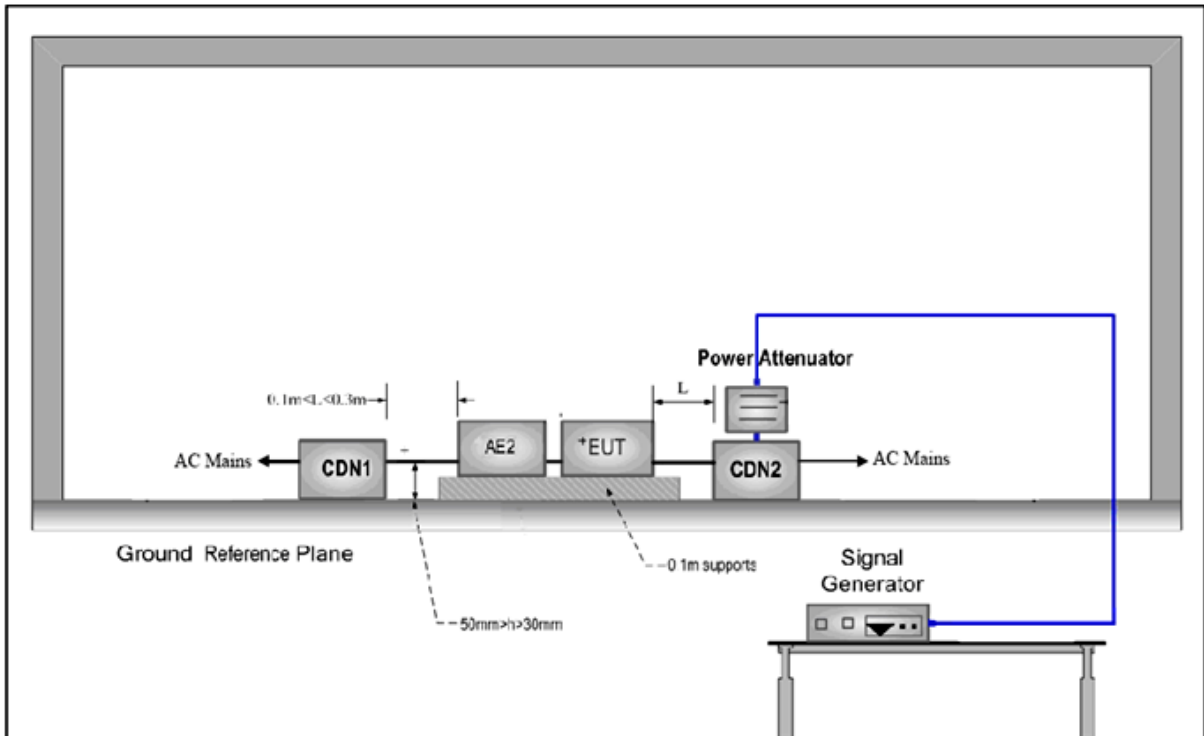 Power Attenuator
L
0.1m<L<0.3m
AE2
+EUT
AC Mains
CDN1
CDN2
AC Mains
Ground Reference Plane
0 1m supports
Signal
Generator
50mm>h>30mm